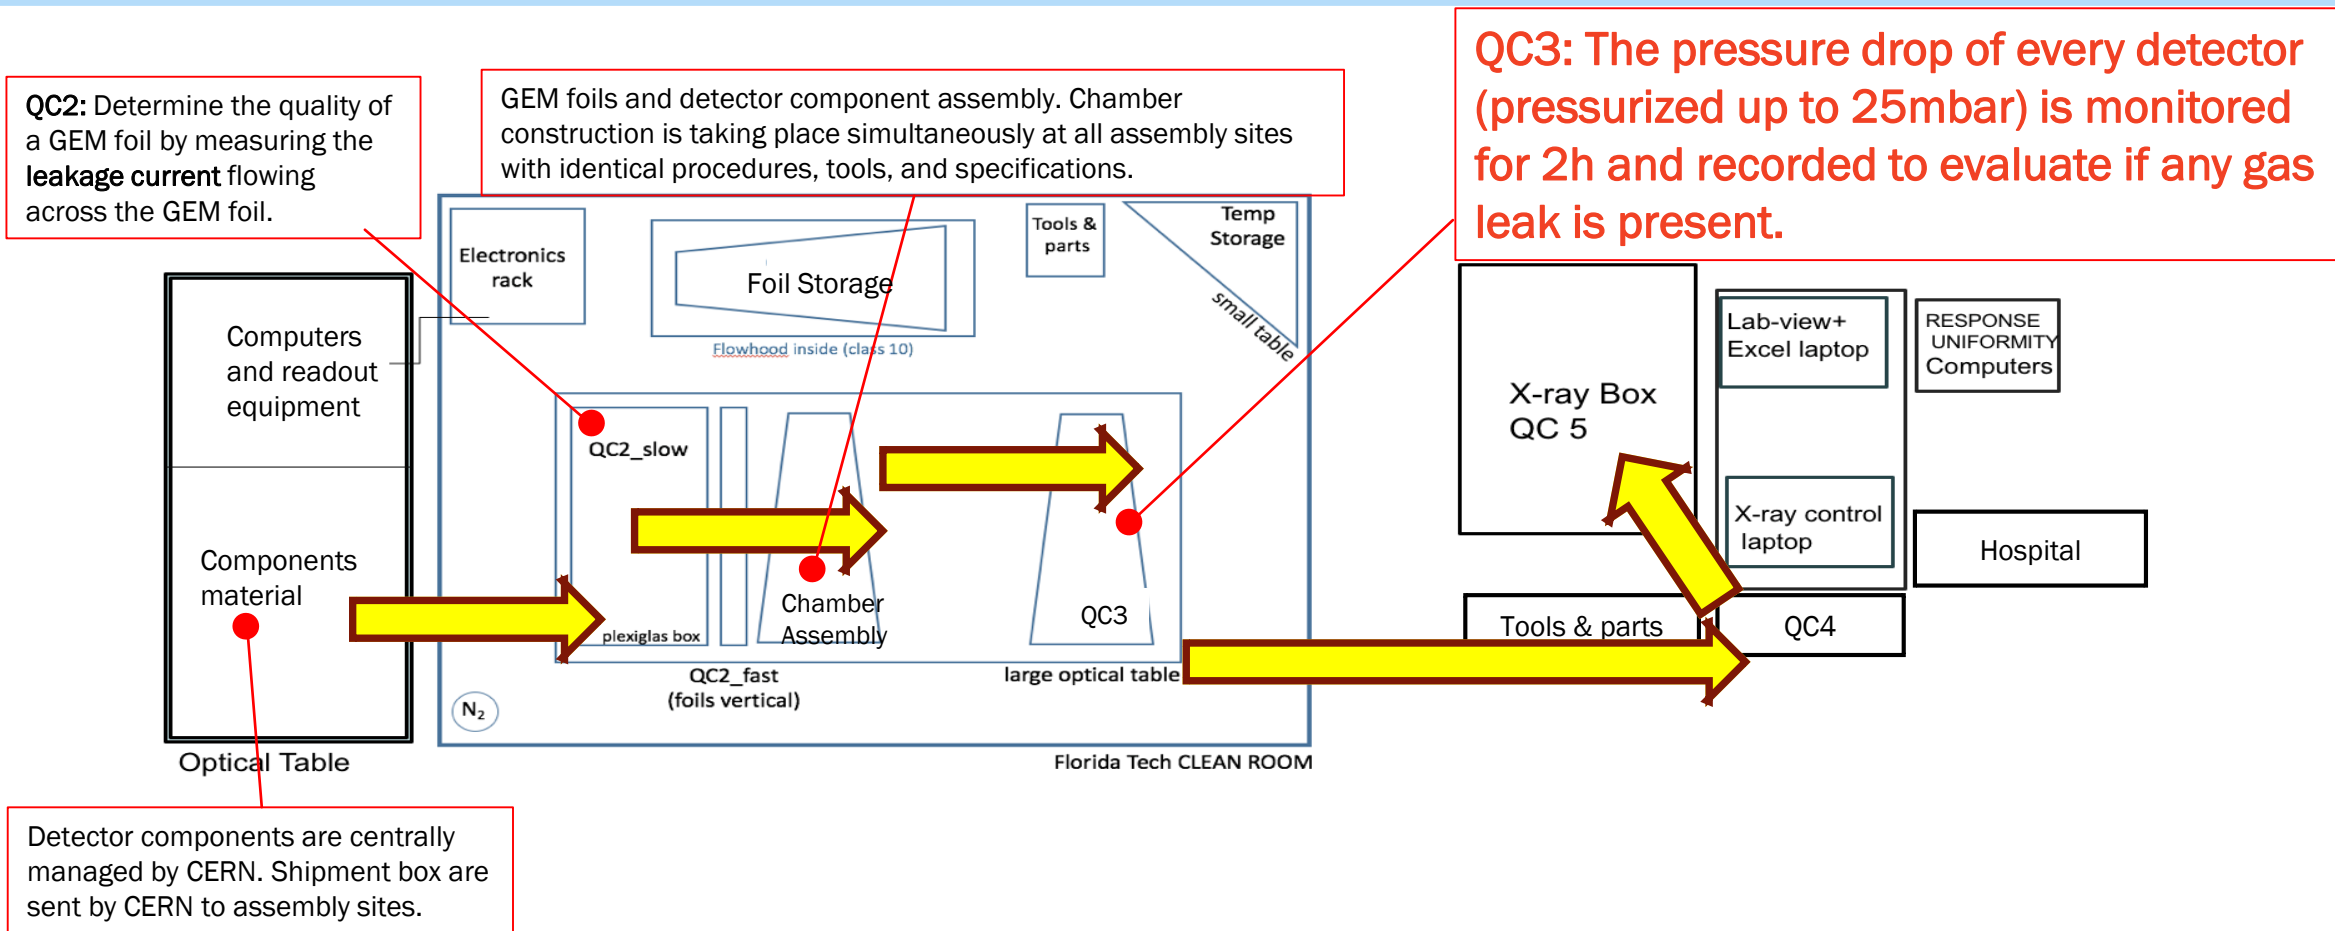 QC3: The pressure drop of every detector
(pressurized up to 25mbar) is monitored
for 2h and recorded to evaluate if any gas
leak is present.
QC2: Determine the quality of
a GEM foil by measuring the
leakage current flowing
across the GEM foil.
GEM foils and detector component assembly. Chamber
construction is taking place simultaneously at all assembly sites
with identical procedures, tools, and specifications.
Electronics
rack
Foil Storage
Flowhood inside (class 10)
Tools &
parts
Temp
Storage
small table
Computers
and readout
equipment
Components
material
Optical Table
QC2_slow
plexiglas box
QC2_fast
(foils vertical)
Chamber
Assembly
QC3
large optical table
N₂
Florida Tech CLEAN ROOM
X-ray Box
QC 5
Lab-view+
Excel laptop
RESPONSE
UNIFORMITY
Computers
X-ray control
laptop
Hospital
Tools & parts
QC4
Detector components are centrally
managed by CERN. Shipment box are
sent by CERN to assembly sites.